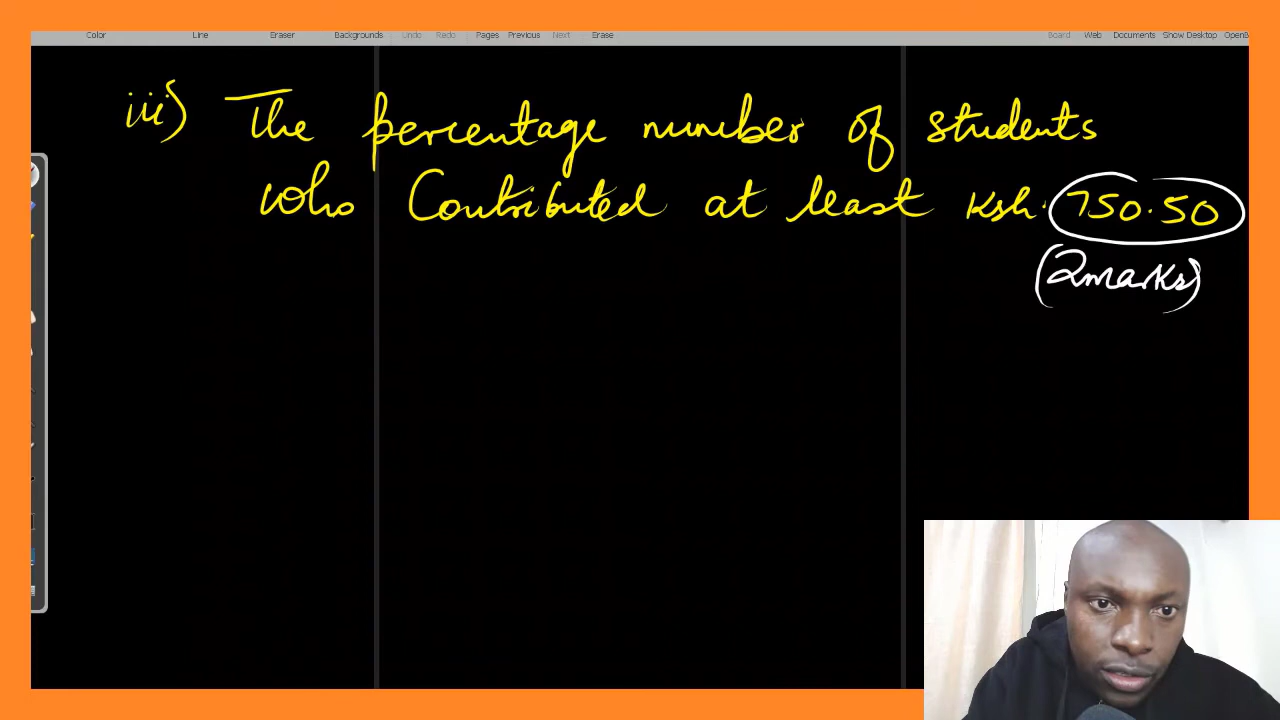 Color Line Eraser Backgrounds Undo Redo Pages Previous Next Erase Board Web Documents Show Desktop OpenB
iii) The percentage number of students
who Contributed at least Ksh. 750.50
(2marks)